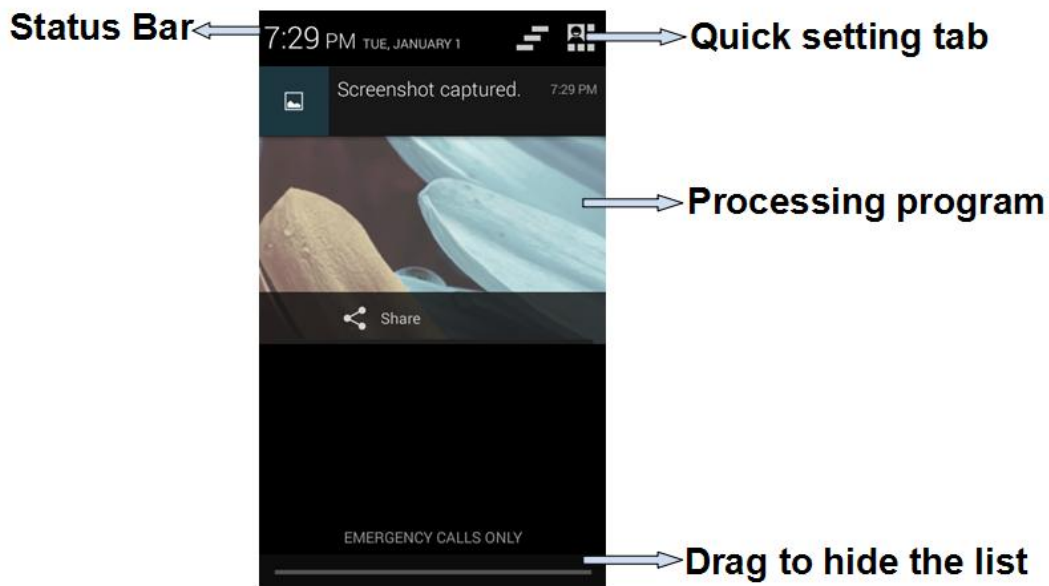 Status Bar
7:29 PM TUE, JANUARY 1
Quick setting tab
Screenshot captured. 7:29 PM
Processing program
Share
EMERGENCY CALLS ONLY
Drag to hide the list